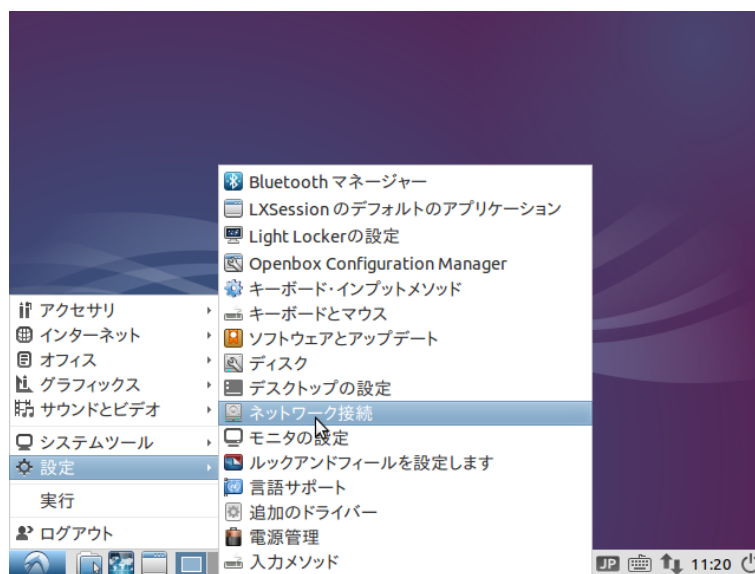 Bluetooth マネージャー
LXSession のデフォルトのアプリケーション
Light Lockerの設定
Openbox Configuration Manager
キーボード・インプットメソッド
キーボードとマウス
ソフトウェアとアップデート
ディスク
デスクトップの設定
ネットワーク接続
モニタの設定
ルックアンドフィールを設定します
言語サポート
追加のドライバー
電源管理
入力メソッド
アクセサリ
インターネット
オフィス
グラフィックス
サウンドとビデオ
システムツール
設定
実行
ログアウト
JP 11:20